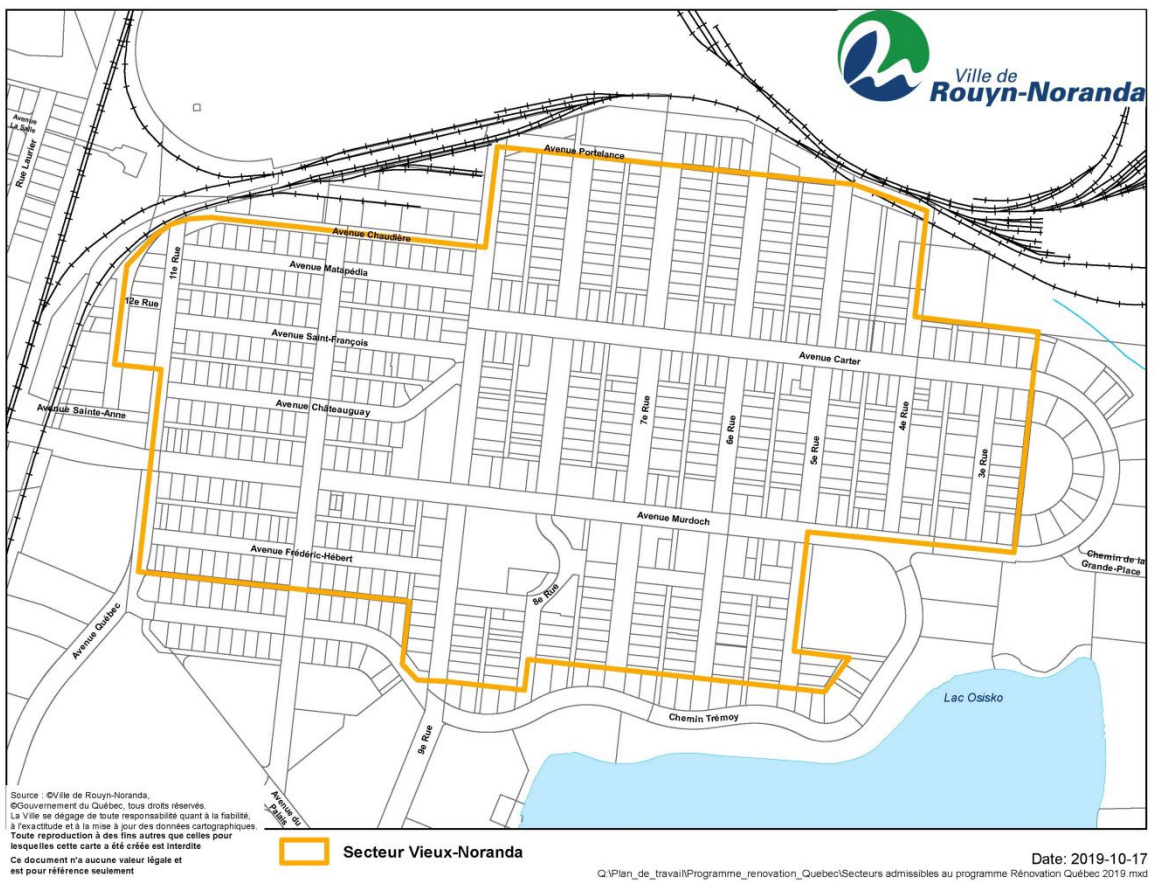 Ville de
Rouyn-Noranda
Avenue
La Salle
Rue Laurier
Avenue Portelance
Avenue Chaudière
11e Rue
Avenue Matapédia
12e Rue
Avenue Saint-François
Avenue Carter
Avenue Châteauguay
Avenue Sainte-Anne
7e Rue
6e Rue
5e Rue
4e Rue
3e Rue
Avenue Murdoch
Avenue Frédéric-Hébert
Chemin de la
Grande-Place
8e Rue
Avenue Québec
Lac Osisko
Chemin Trémoy
9e Rue
Avenue du
Palais
Source : ©Ville de Rouyn-Noranda,
©Gouvernement du Québec, tous droits réservés.
La Ville se dégage de toute responsabilité quant à la fiabilité,
à l'exactitude et à la mise à jour des données cartographiques.
Toute reproduction à des fins autres que celles pour
lesquelles cette carte a été créée est interdite
Ce document n'a aucune valeur légale et
est pour référence seulement
Secteur Vieux-Noranda
Date: 2019-10-17
Q:\Plan_de_travail\Programme_renovation_Quebec\Secteurs admissibles au programme Rénovation Québec 2019.mxd